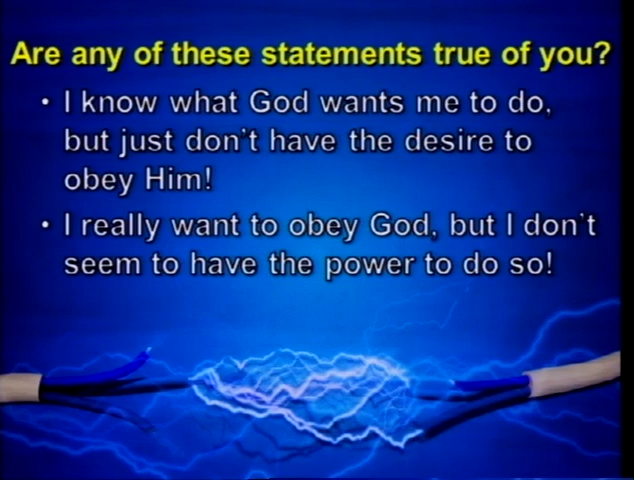 Are any of these statements true of you?
• I know what God wants me to do,
but just don't have the desire to
obey Him!
• I really want to obey God, but I don't
seem to have the power to do so!